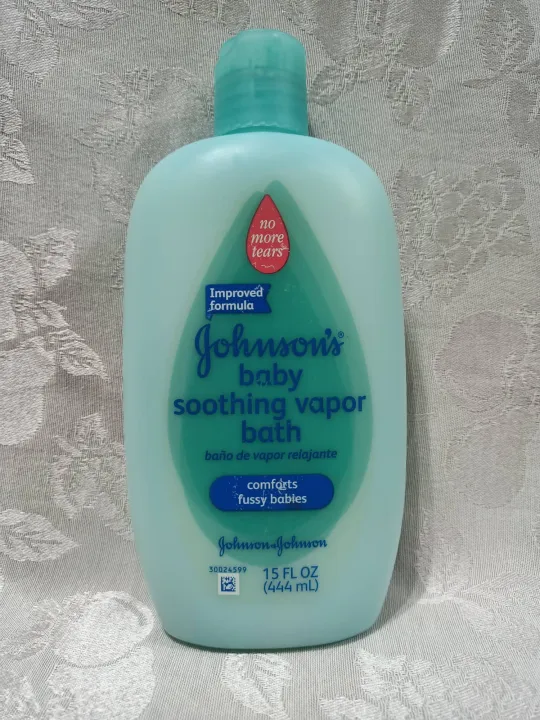 no
more
tears
Improved
formula
Johnson's®
baby
soothing vapor
bath
baño de vapor relajante
comforts
fussy babies
Johnson & Johnson
30024599
15 FL OZ
(444 mL)